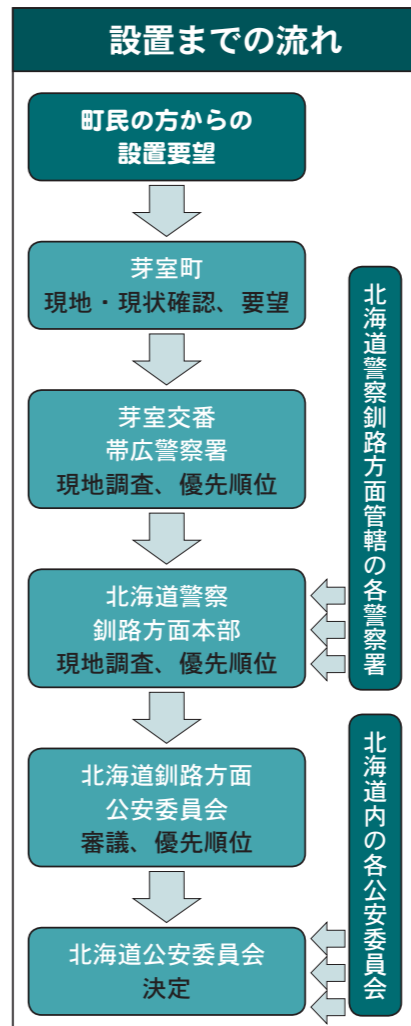 設置までの流れ
町民の方からの
設置要望
芽室町
現地・現状確認、要望
芽室交番
帯広警察署
現地調査、優先順位
北海道警察
釧路方面本部
現地調査、優先順位
北海道警察釧路方面管轄の各警察署
北海道釧路方面
公安委員会
審議、優先順位
北海道公安委員会
決定
北海道内の各公安委員会